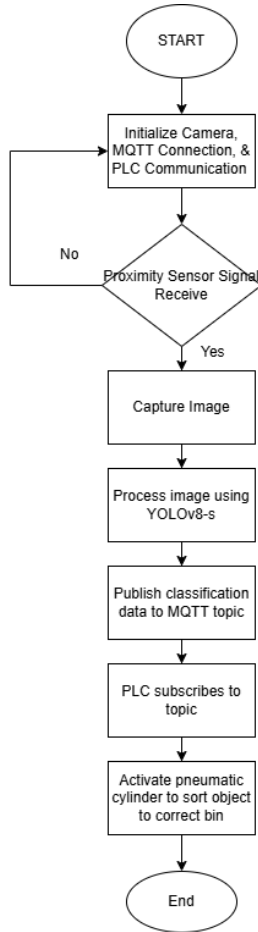 START
Initialize Camera,
MQTT Connection, &
PLC Communication
No
Proximity Sensor Signal
Receive
Yes
Capture Image
Process image using
YOLOv8-s
Publish classification
data to MQTT topic
PLC subscribes to
topic
Activate pneumatic
cylinder to sort object
to correct bin
End